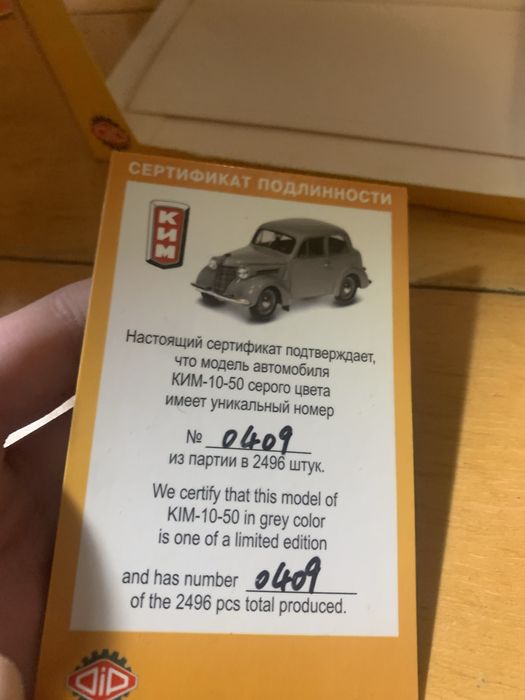 СЕРТИФИКАТ ПОДЛИННОСТИ
КИМ
Настоящий сертификат подтверждает,
что модель автомобиля
КИМ-10-50 серого цвета
имеет уникальный номер
№ 0409
из партии в 2496 штук.
We certify that this model of
KIM-10-50 in grey color
is one of a limited edition
and has number 0409
of the 2496 pcs total produced.
DiP